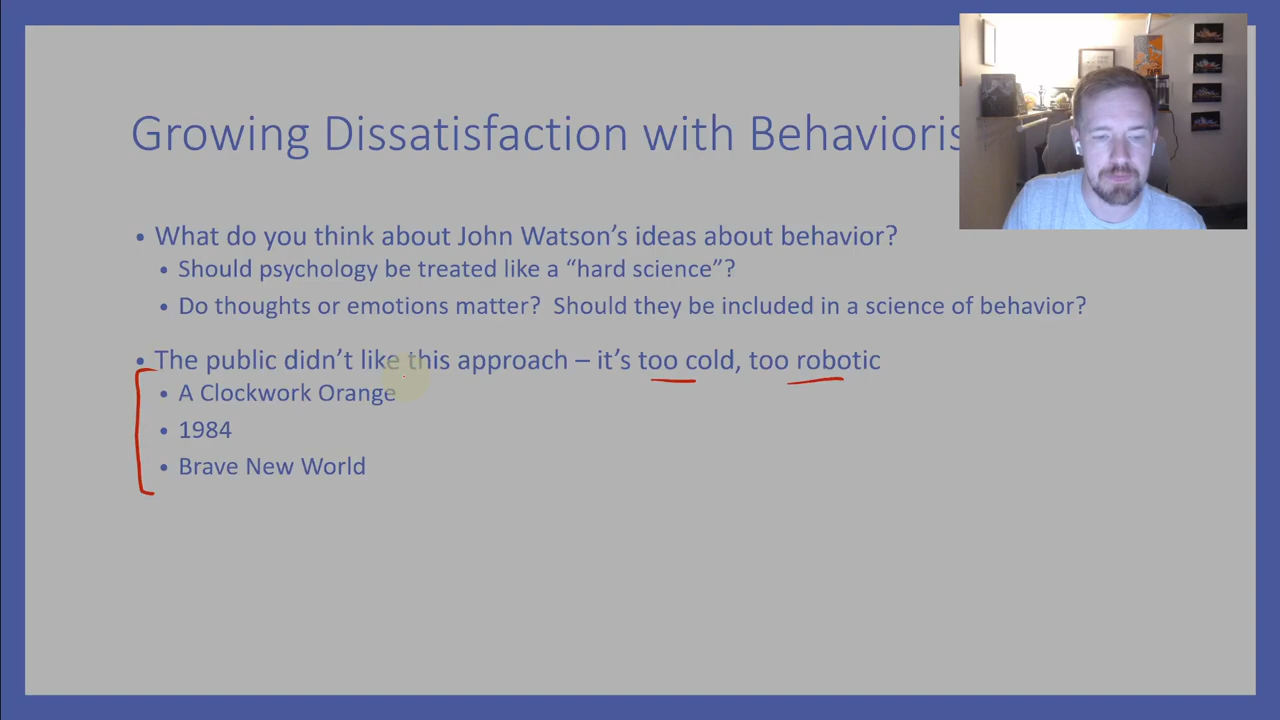 Growing Dissatisfaction with Behavioris
• What do you think about John Watson’s ideas about behavior?
• Should psychology be treated like a “hard science”?
• Do thoughts or emotions matter?  Should they be included in a science of behavior?
• The public didn’t like this approach – it’s too cold, too robotic
• A Clockwork Orange
• 1984
• Brave New World